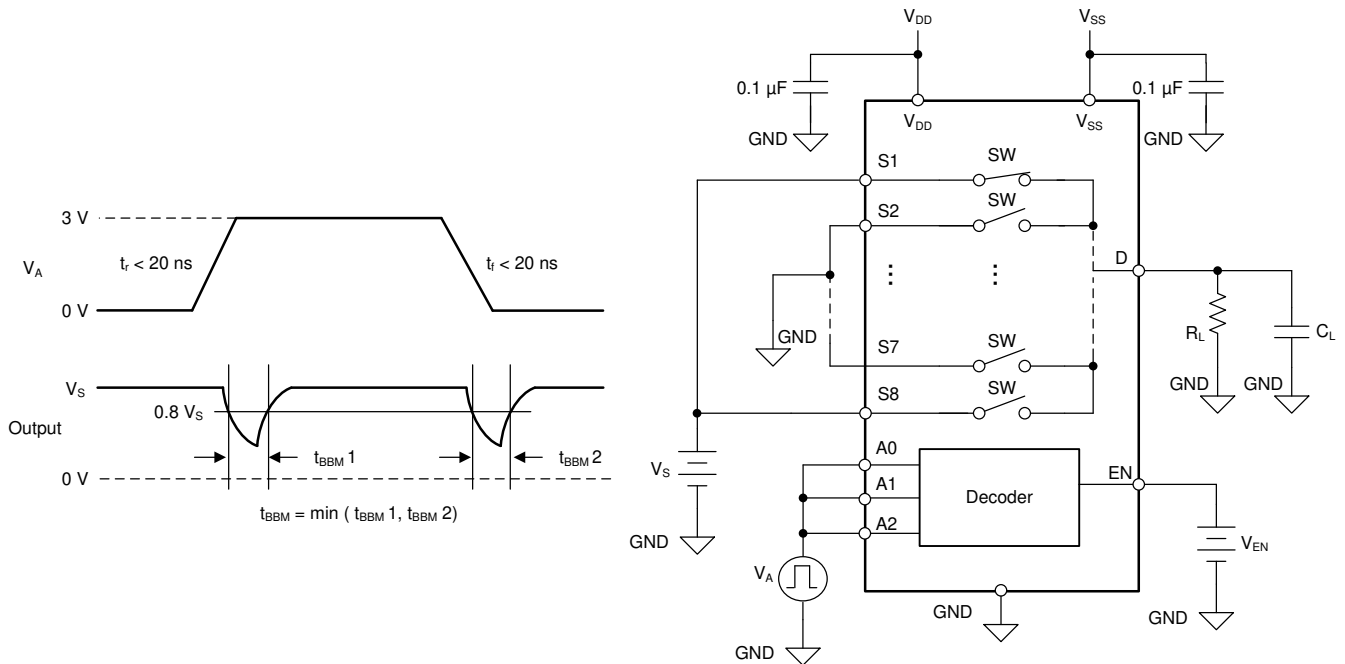 3 V
V_A
t_r < 20 ns
t_f < 20 ns
0 V
V_S
0.8 V_S
Output
t_BBM 1
t_BBM 2
0 V
t_BBM = min ( t_BBM 1, t_BBM 2)
V_DD
V_SS
0.1 µF
0.1 µF
GND
V_DD
V_SS
GND
S1
SW
S2
SW
⋮
⋮
D
GND
S7
SW
R_L
C_L
S8
SW
GND
GND
V_S
A0
A1
A2
Decoder
EN
GND
V_A
V_EN
GND
GND
GND